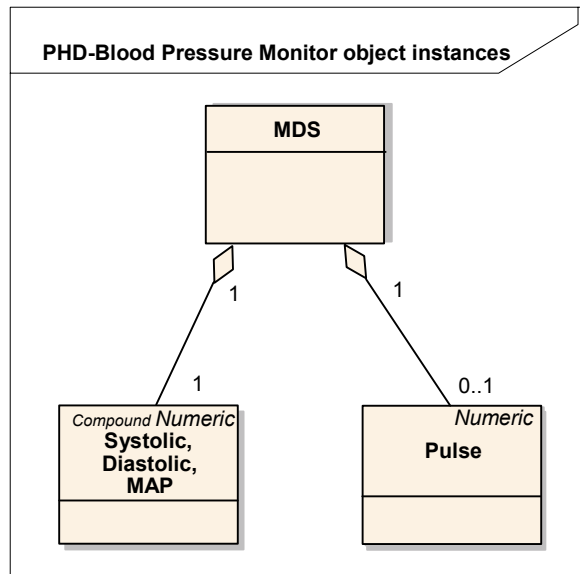 PHD-Blood Pressure Monitor object instances
MDS
1
1
1
0..1
Compound Numeric
Systolic,
Diastolic,
MAP
Numeric
Pulse